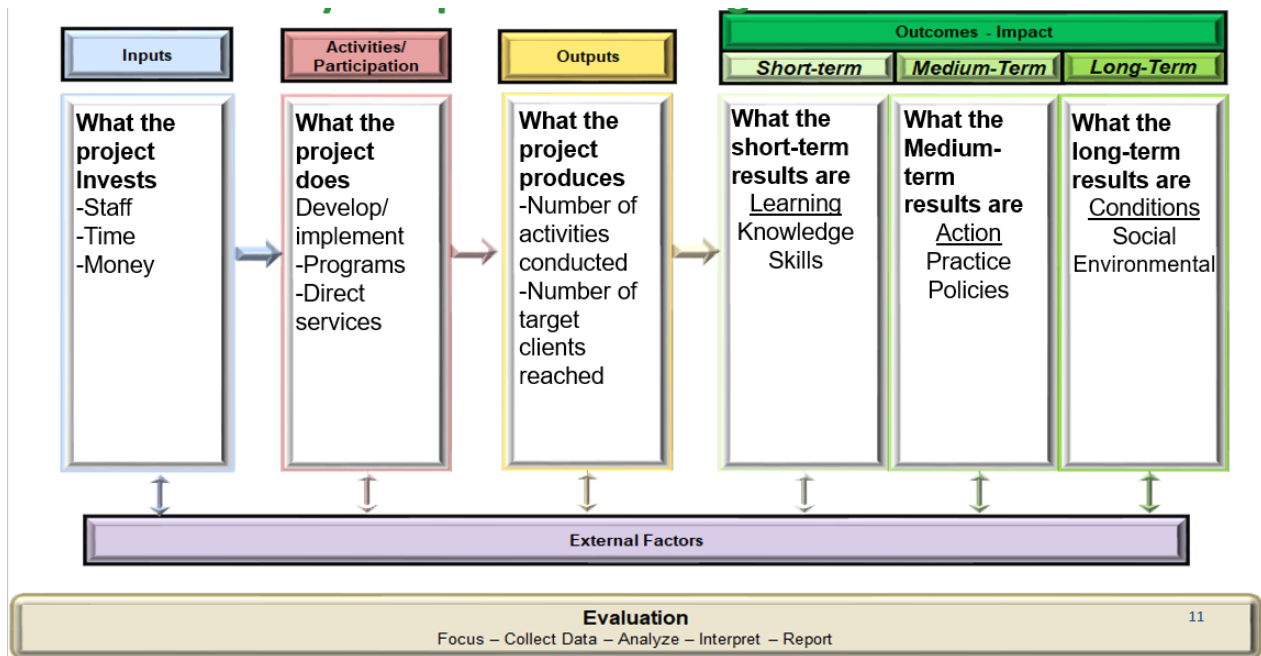 Inputs
Activities/
Participation
Outputs
Outcomes - Impact
Short-term
Medium-Term
Long-Term
What the
project
Invests
-Staff
-Time
-Money
What the
project
does
Develop/
implement
-Programs
-Direct
services
What the
project
produces
-Number of
activities
conducted
-Number of
target
clients
reached
What the
short-term
results are
Learning
Knowledge
Skills
What the
Medium-
term
results are
Action
Practice
Policies
What the
long-term
results are
Conditions
Social
Environmental
External Factors
Evaluation
11
Focus – Collect Data – Analyze – Interpret – Report